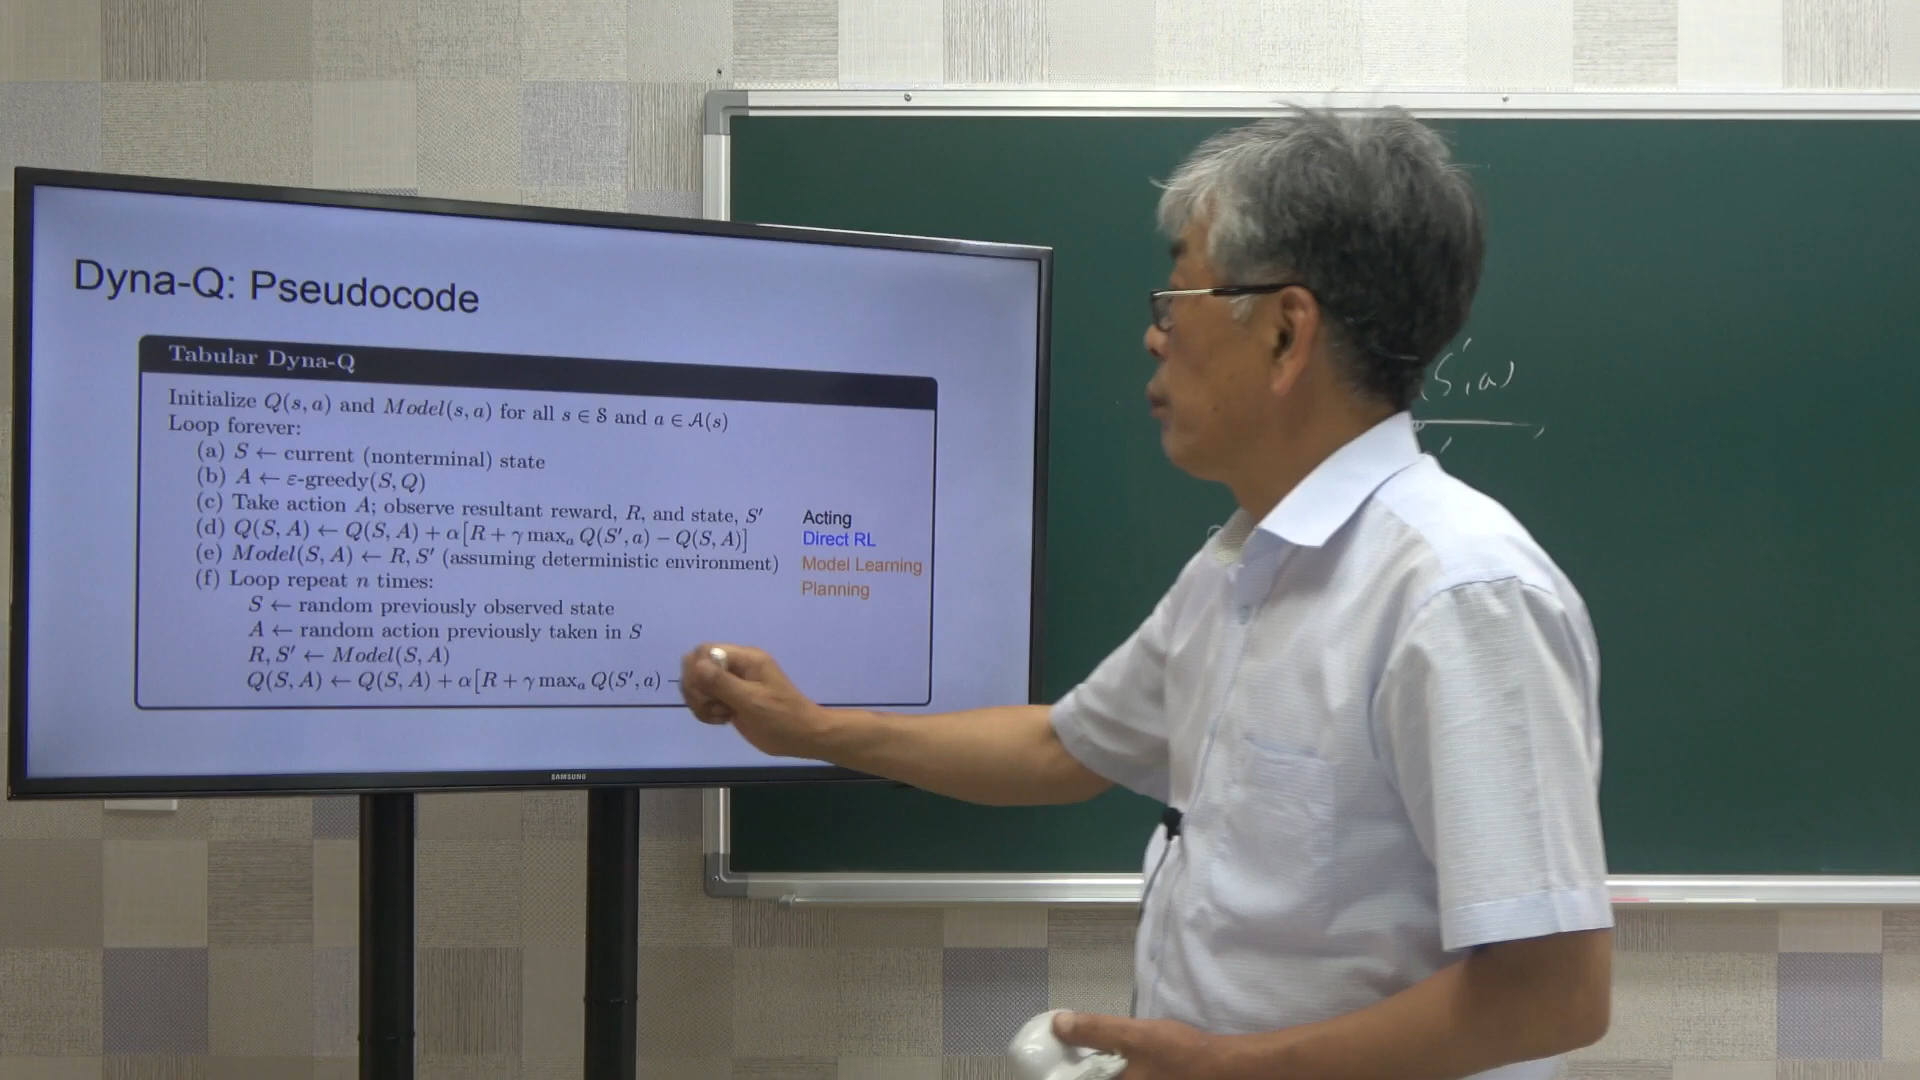 Dyna-Q: Pseudocode
Tabular Dyna-Q
Initialize Q(s, a) and Model(s, a) for all s ∈ 𝒮 and a ∈ 𝒜(s)
Loop forever:
(a) S ← current (nonterminal) state
(b) A ← ε-greedy(S, Q)
(c) Take action A; observe resultant reward, R, and state, S′
(d) Q(S, A) ← Q(S, A) + α[R + γ maxₐ Q(S′, a) − Q(S, A)]
(e) Model(S, A) ← R, S′ (assuming deterministic environment)
(f) Loop repeat n times:
S ← random previously observed state
A ← random action previously taken in S
R, S′ ← Model(S, A)
Q(S, A) ← Q(S, A) + α[R + γ maxₐ Q(S′, a) −
Acting
Direct RL
Model Learning
Planning
SAMSUNG
(S′, a)